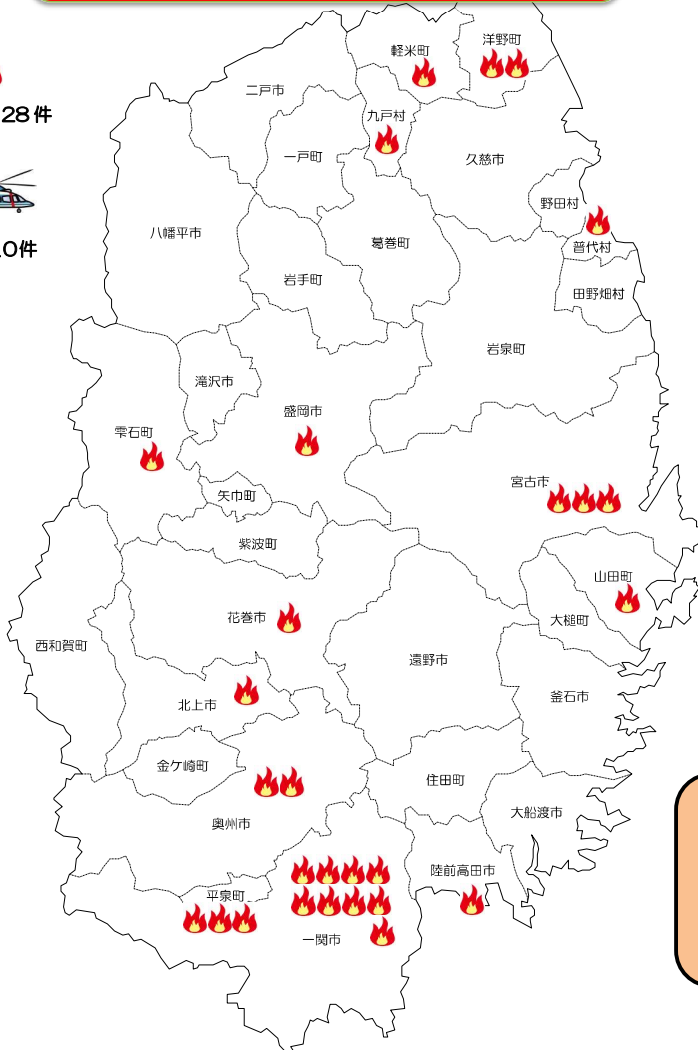 洋野町
軽米町
二戸市
28件
九戸村
一戸町
久慈市
野田村
八幡平市
葛巻町
普代村
0件
岩手町
田野畑村
岩泉町
滝沢市
盛岡市
雫石町
宮古市
矢巾町
紫波町
山田町
花巻市
大槌町
西和賀町
遠野市
釜石市
北上市
金ケ崎町
住田町
大船渡市
奥州市
陸前高田市
平泉町
一関市